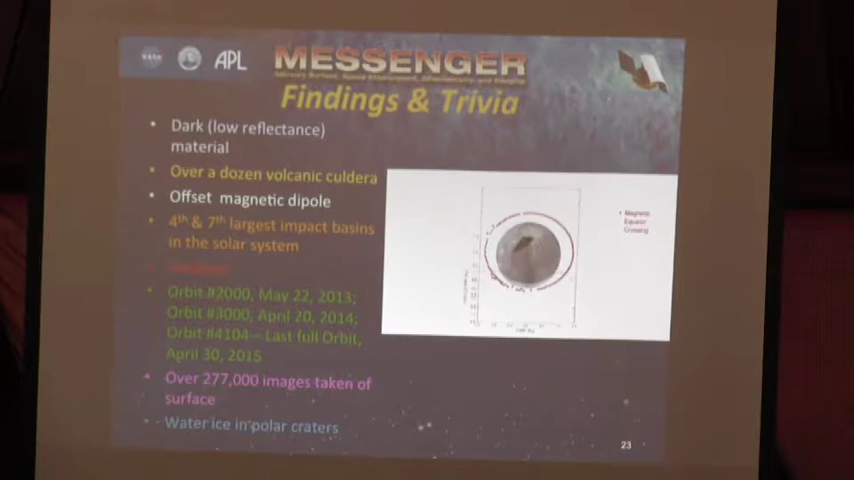 NASA
APL
MESSENGER
Findings & Trivia
• Dark (low reflectance)
material
• Over a dozen volcanic culdera
• Offset magnetic dipole
• 4th & 7th largest impact basins
in the solar system
• Orbit #2000, May 22, 2013;
Orbit #3000, April 20, 2014;
Orbit #4104 – Last full Orbit,
April 30, 2015
• Over 277,000 images taken of
surface
• Water ice in polar craters
• Magnetic
Equator
Crossing
23